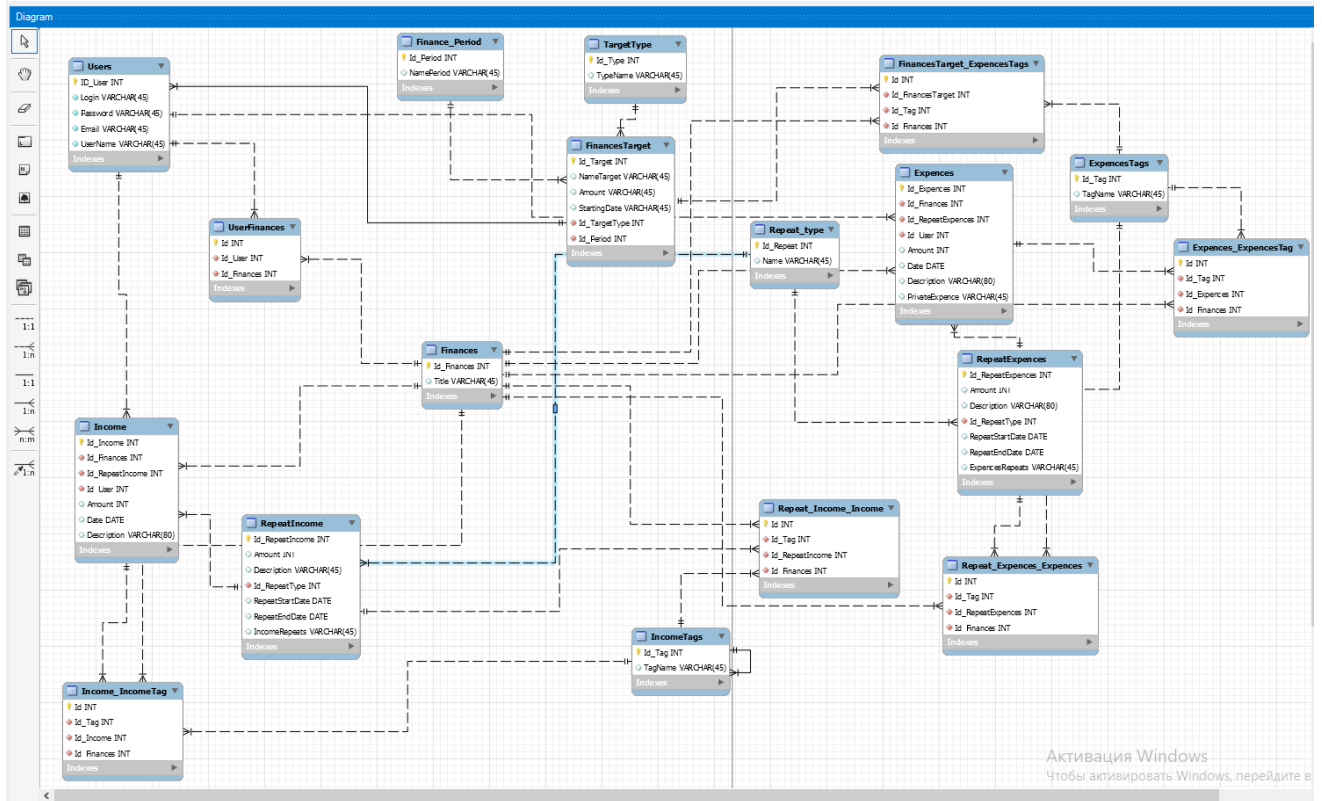 Diagram
1:1
1:n
1:1
1:n
n:m
1:n
Users
ID_User INT
Login VARCHAR(45)
Password VARCHAR(45)
Email VARCHAR(45)
UserName VARCHAR(45)
Indexes
Finance_Period
Id_Period INT
NamePeriod VARCHAR(45)
Indexes
TargetType
Id_Type INT
TypeName VARCHAR(45)
Indexes
FinancesTarget_ExpencesTags
Id INT
Id_FinancesTarget INT
Id_Tag INT
Id_Finances INT
Indexes
FinancesTarget
Id_Target INT
NameTarget VARCHAR(45)
Amount VARCHAR(45)
StartingDate VARCHAR(45)
Id_TargetType INT
Id_Period INT
Indexes
ExpencesTags
Id_Tag INT
TagName VARCHAR(45)
Indexes
Expences
Id_Expences INT
Id_Finances INT
Id_RepeatExpences INT
Id_User INT
Amount INT
Date DATE
Description VARCHAR(80)
PrivateExpence VARCHAR(45)
Indexes
UserFinances
Id INT
Id_User INT
Id_Finances INT
Indexes
Repeat_type
Id_Repeat INT
Name VARCHAR(45)
Indexes
Expences_ExpencesTag
Id INT
Id_Tag INT
Id_Expences INT
Id_Finances INT
Indexes
Finances
Id_Finances INT
Title VARCHAR(45)
Indexes
RepeatExpences
Id_RepeatExpences INT
Amount INT
Description VARCHAR(80)
Id_RepeatType INT
RepeatStartDate DATE
RepeatEndDate DATE
ExpencesRepeats VARCHAR(45)
Indexes
Income
Id_Income INT
Id_Finances INT
Id_RepeatIncome INT
Id_User INT
Amount INT
Date DATE
Description VARCHAR(80)
Indexes
RepeatIncome
Id_RepeatIncome INT
Amount INT
Description VARCHAR(45)
Id_RepeatType INT
RepeatStartDate DATE
RepeatEndDate DATE
IncomeRepeats VARCHAR(45)
Indexes
Repeat_Income_Income
Id INT
Id_Tag INT
Id_RepeatIncome INT
Id_Finances INT
Indexes
Repeat_Expences_Expences
Id INT
Id_Tag INT
Id_RepeatExpences INT
Id_Finances INT
Indexes
IncomeTags
Id_Tag INT
TagName VARCHAR(45)
Indexes
Income_IncomeTag
Id INT
Id_Tag INT
Id_Income INT
Id_Finances INT
Indexes
Активация Windows
Чтобы активировать Windows, перейдите в